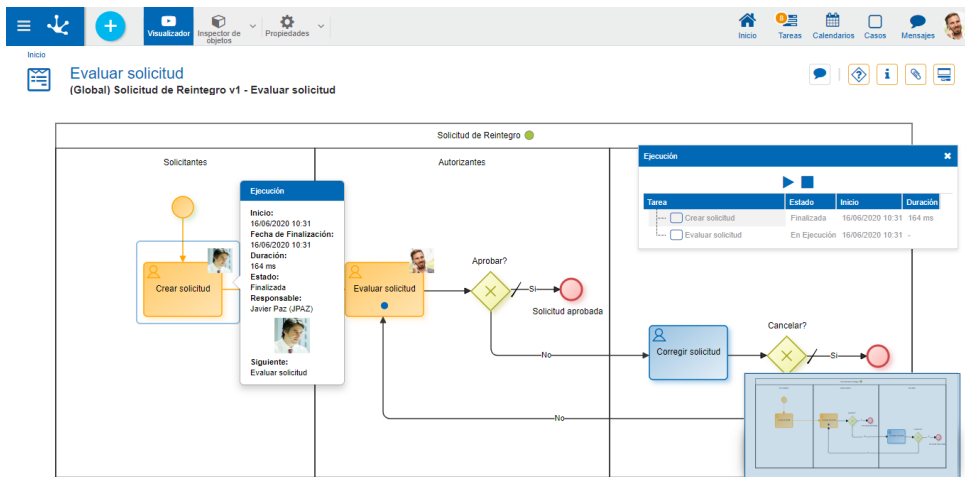 Visualizador
Inspector de
objetos
Propiedades
Inicio
6
Tareas
Calendarios
Casos
Mensajes
Inicio
Evaluar solicitud
(Global) Solicitud de Reintegro v1 - Evaluar solicitud
Solicitud de Reintegro
Solicitantes
Autorizantes
Ejecución
Tarea
Estado
Inicio
Duración
Crear solicitud
Finalizada
16/06/2020 10:31
164 ms
Evaluar solicitud
En Ejecución
16/06/2020 10:31
-
Ejecución
Inicio:
16/06/2020 10:31
Fecha de Finalización:
16/06/2020 10:31
Duración:
164 ms
Estado:
Finalizada
Responsable:
Javier Paz (JPAZ)
Siguiente:
Evaluar solicitud
Crear solicitud
Evaluar solicitud
Aprobar?
Si
Solicitud aprobada
No
Corregir solicitud
Cancelar?
Si
No